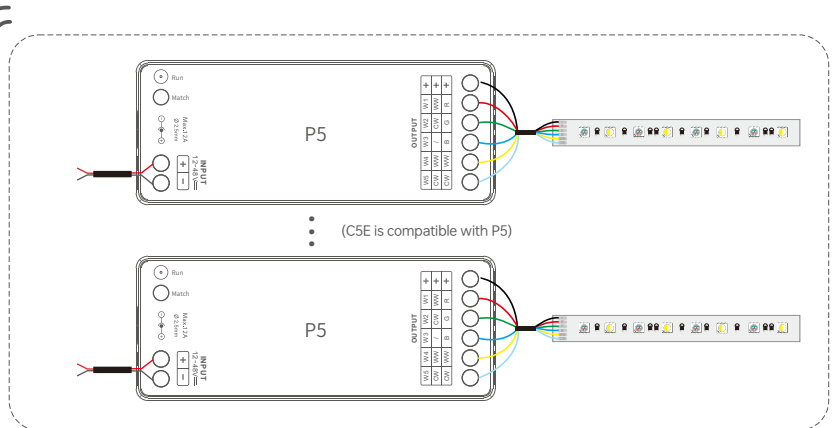 Run
Match
Max.12A
Ø 2.5mm
INPUT
12-48V
+
-
P5
OUTPUT
+ + +
W1 WW R
W2 CW G
W3 / B
W4 WW WW
W5 CW CW
(C5E is compatible with P5)
Run
Match
Max.12A
Ø 2.5mm
INPUT
12-48V
+
-
P5
OUTPUT
+ + +
W1 WW R
W2 CW G
W3 / B
W4 WW WW
W5 CW CW